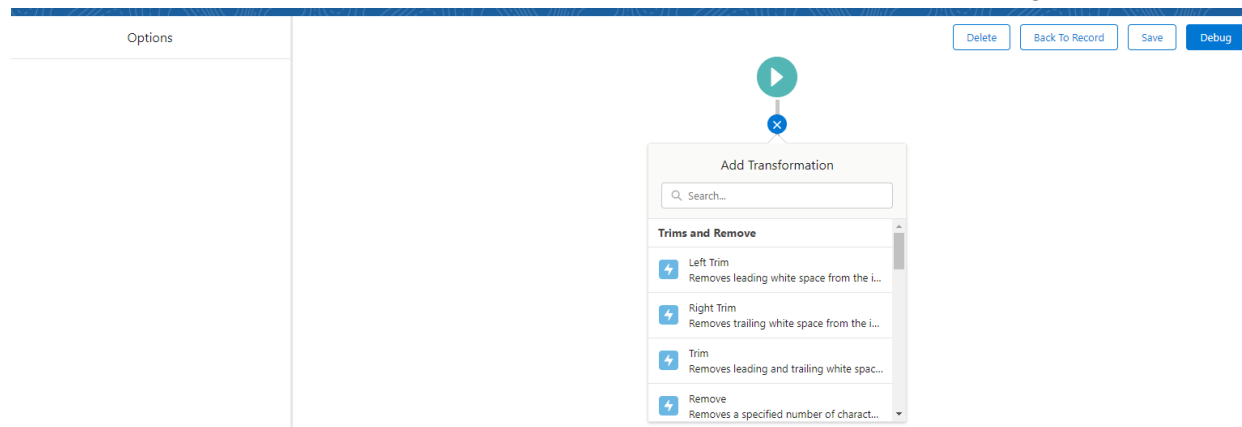 Options
Delete
Back To Record
Save
Debug
Add Transformation
Search...
Trims and Remove
Left Trim
Removes leading white space from the i...
Right Trim
Removes trailing white space from the i...
Trim
Removes leading and trailing white spac...
Remove
Removes a specified number of charact...